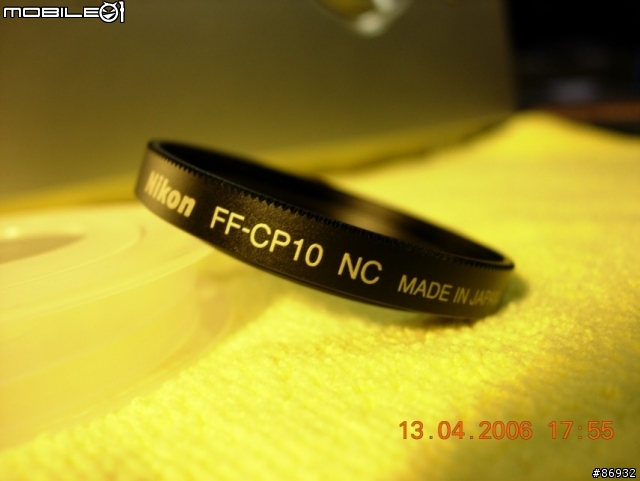 MOBILE01
Nikon FF-CP10 NC MADE IN JAPAN
13.04.2006 17:55
#86932